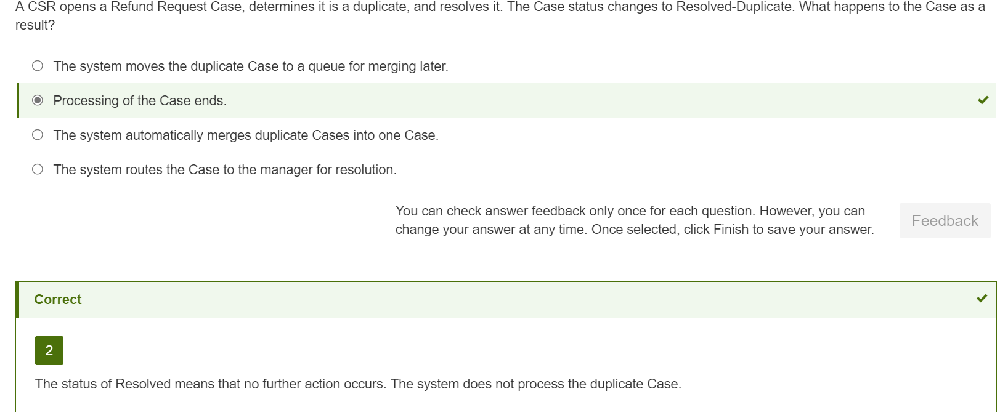 A CSR opens a Refund Request Case, determines it is a duplicate, and resolves it. The Case status changes to Resolved-Duplicate. What happens to the Case as a
result?
The system moves the duplicate Case to a queue for merging later.
Processing of the Case ends.
The system automatically merges duplicate Cases into one Case.
The system routes the Case to the manager for resolution.
You can check answer feedback only once for each question. However, you can
change your answer at any time. Once selected, click Finish to save your answer.
Feedback
Correct
2
The status of Resolved means that no further action occurs. The system does not process the duplicate Case.